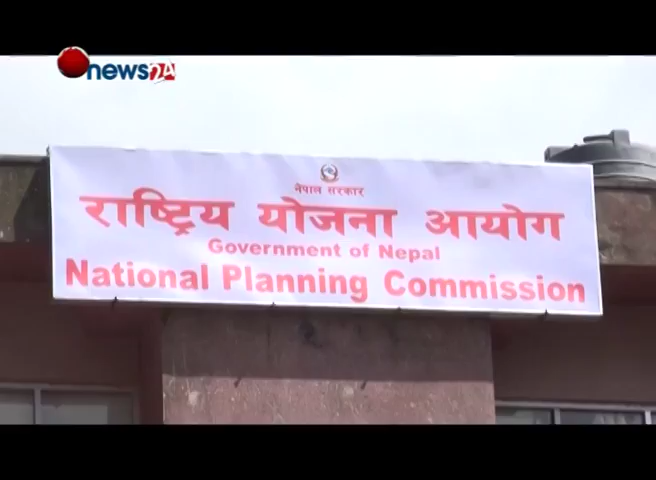 news24
नेपाल सरकार
राष्ट्रिय योजना आयोग
Government of Nepal
National Planning Commission